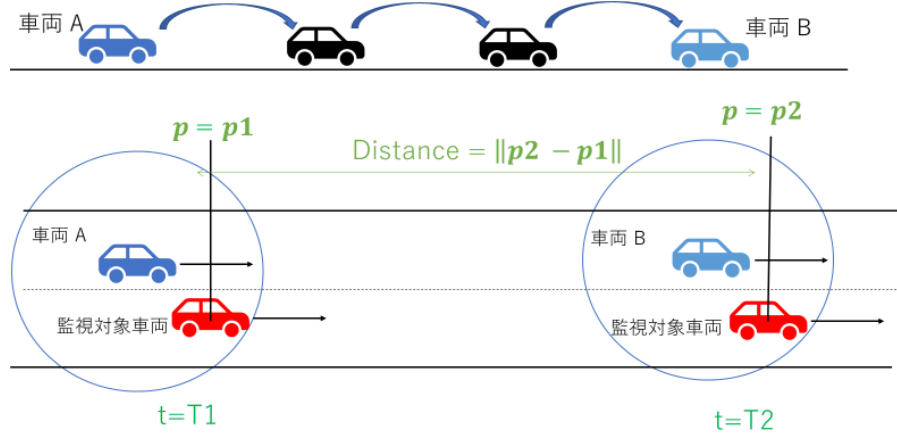 車両 A
車両 B
p = p1
p = p2
Distance = ‖p2 − p1‖
車両 A
車両 B
監視対象車両
監視対象車両
t=T1
t=T2